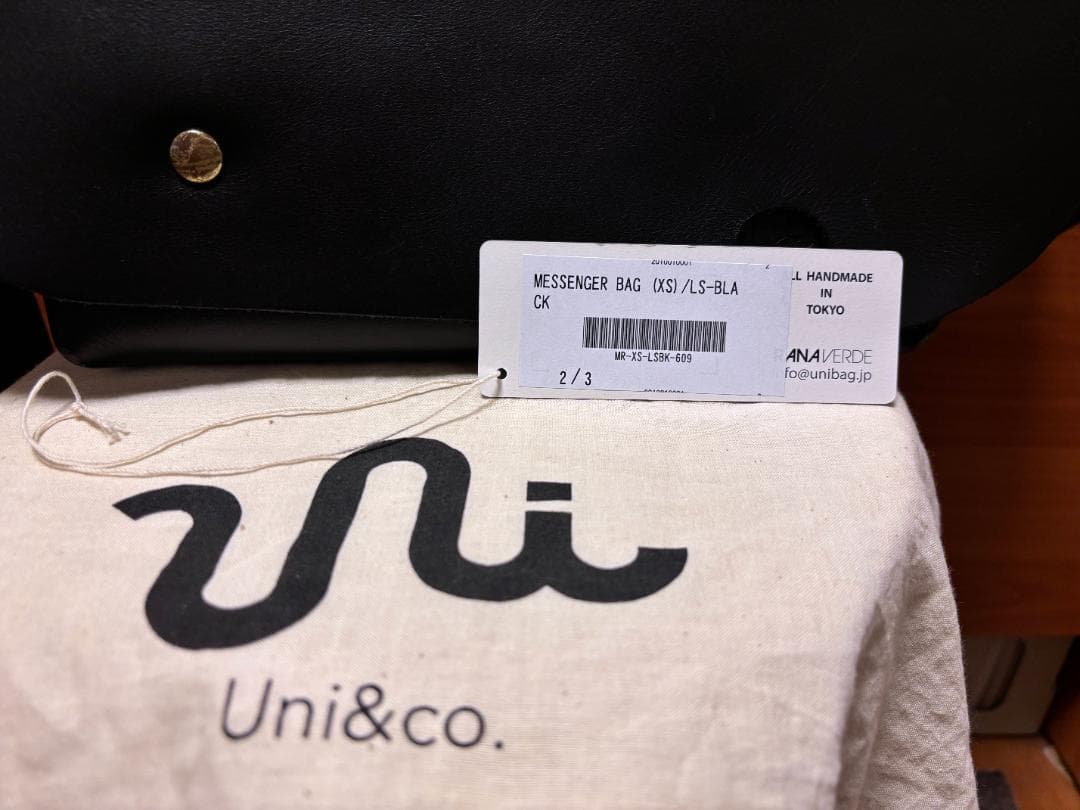 MESSENGER BAG (XS)/LS-BLA
CK
MR-XS-LSBK-609
2/3
LL HANDMADE
IN
TOKYO
RANAVERDE
fo@unibag.jp
Uni
Uni&co.